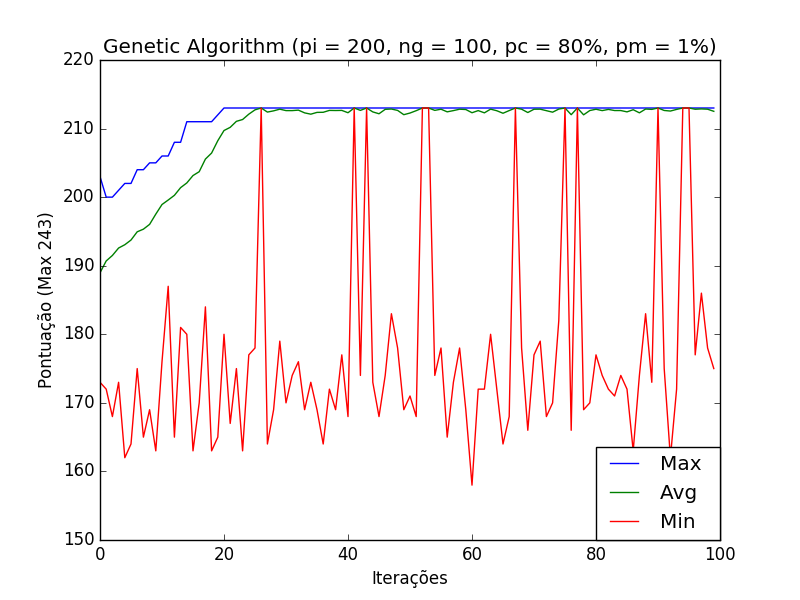 Genetic Algorithm (pi = 200, ng = 100, pc = 80%, pm = 1%)
220
210
200
190
180
170
160
150
Pontuação (Max 243)
Max
Avg
Min
0 20 40 60 80 100
Iterações